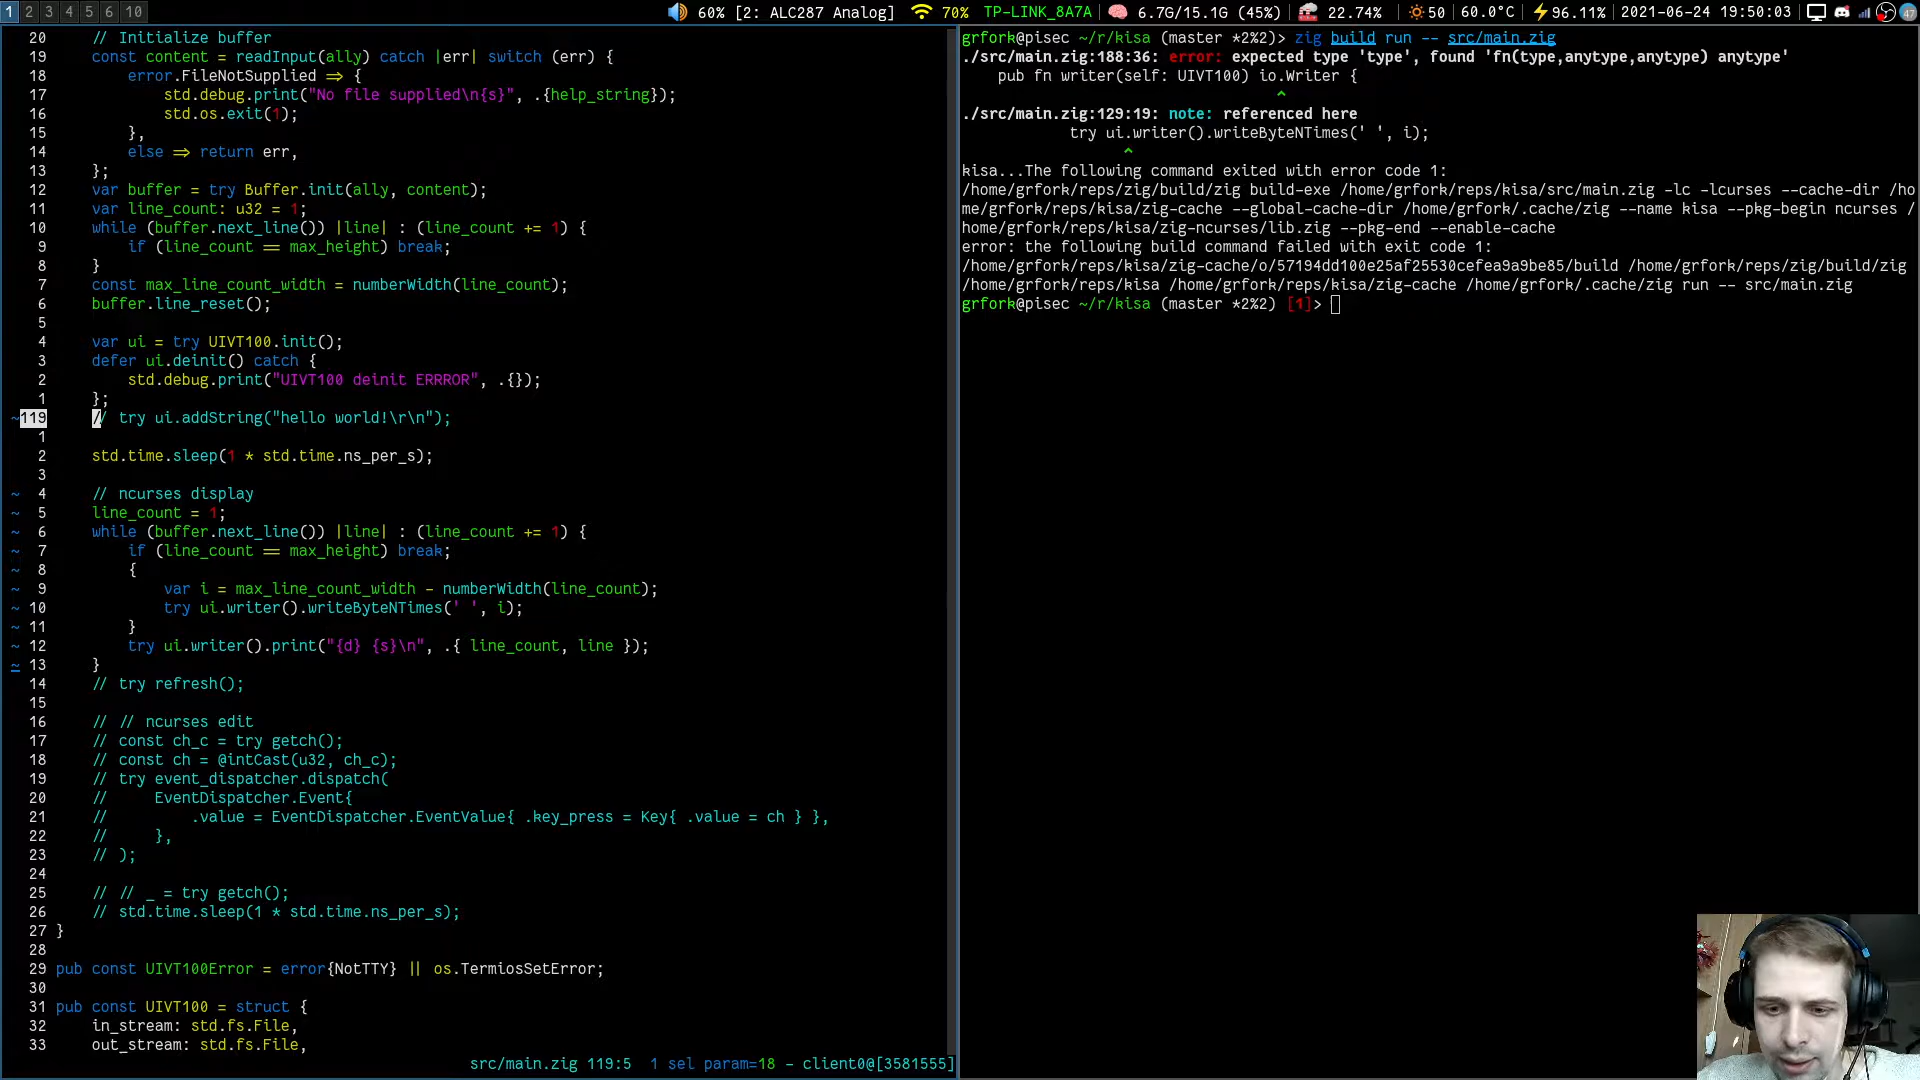 1 2 3 4 5 6 10
60% [2: ALC287 Analog] 70% TP-LINK_8A7A 6.7G/15.1G (45%) 22.74% 50 60.0°C 96.11% 2021-06-24 19:50:03 47
20 // Initialize buffer
19 const content = readInput(ally) catch |err| switch (err) {
18 error.FileNotSupplied => {
17 std.debug.print("No file supplied\n{s}", .{help_string});
16 std.os.exit(1);
15 },
14 else => return err,
13 };
12 var buffer = try Buffer.init(ally, content);
11 var line_count: u32 = 1;
10 while (buffer.next_line()) |line| : (line_count += 1) {
9 if (line_count == max_height) break;
8 }
7 const max_line_count_width = numberWidth(line_count);
6 buffer.line_reset();
5
4 var ui = try UIVT100.init();
3 defer ui.deinit() catch {
2 std.debug.print("UIVT100 deinit ERRROR", .{});
1 };
~119 // try ui.addString("hello world!\r\n");
1
2 std.time.sleep(1 * std.time.ns_per_s);
3
~ 4 // ncurses display
~ 5 line_count = 1;
~ 6 while (buffer.next_line()) |line| : (line_count += 1) {
~ 7 if (line_count == max_height) break;
~ 8 {
~ 9 var i = max_line_count_width - numberWidth(line_count);
~ 10 try ui.writer().writeByteNTimes(' ', i);
~ 11 }
~ 12 try ui.writer().print("{d} {s}\n", .{ line_count, line });
~ 13 }
14 // try refresh();
15
16 // // ncurses edit
17 // const ch_c = try getch();
18 // const ch = @intCast(u32, ch_c);
19 // try event_dispatcher.dispatch(
20 // EventDispatcher.Event{
21 // .value = EventDispatcher.EventValue{ .key_press = Key{ .value = ch } },
22 // },
23 // );
24
25 // // _ = try getch();
26 // std.time.sleep(1 * std.time.ns_per_s);
27 }
28
29 pub const UIVT100Error = error{NotTTY} || os.TermiosSetError;
30
31 pub const UIVT100 = struct {
32 in_stream: std.fs.File,
33 out_stream: std.fs.File,
src/main.zig 119:5 1 sel param=18 - client0@[3581555]
grfork@pisec ~/r/kisa (master *2%2)> zig build run -- src/main.zig
./src/main.zig:188:36: error: expected type 'type', found 'fn(type,anytype,anytype) anytype'
pub fn writer(self: UIVT100) io.Writer {
^
./src/main.zig:129:19: note: referenced here
try ui.writer().writeByteNTimes(' ', i);
^
kisa...The following command exited with error code 1:
/home/grfork/reps/zig/build/zig build-exe /home/grfork/reps/kisa/src/main.zig -lc -lcurses --cache-dir /ho
me/grfork/reps/kisa/zig-cache --global-cache-dir /home/grfork/.cache/zig --name kisa --pkg-begin ncurses /
home/grfork/reps/kisa/zig-ncurses/lib.zig --pkg-end --enable-cache
error: the following build command failed with exit code 1:
/home/grfork/reps/kisa/zig-cache/o/57194dd100e25af25530cefea9a9be85/build /home/grfork/reps/zig/build/zig
/home/grfork/reps/kisa /home/grfork/reps/kisa/zig-cache /home/grfork/.cache/zig run -- src/main.zig
grfork@pisec ~/r/kisa (master *2%2) [1]>